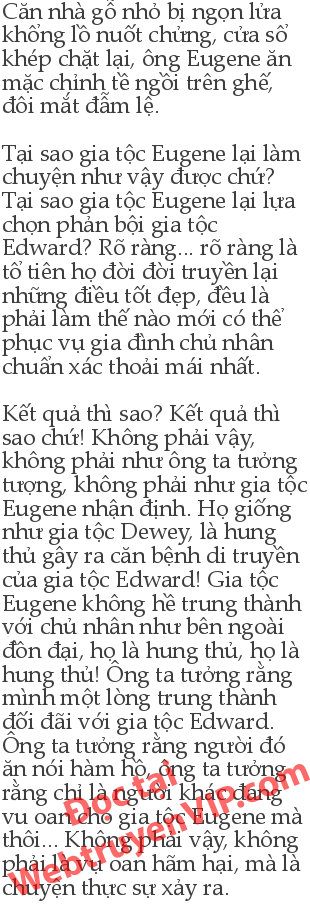 Căn nhà gỗ nhỏ bị ngọn lửa
khổng lồ nuốt chửng, cửa sổ
khép chặt lại, ông Eugene ăn
mặc chỉnh tề ngồi trên ghế,
đôi mắt đẫm lệ.
Tại sao gia tộc Eugene lại làm
chuyện như vậy được chứ?
Tại sao gia tộc Eugene lại lựa
chọn phản bội gia tộc
Edward? Rõ ràng... rõ ràng là
tổ tiên họ đời đời truyền lại
những điều tốt đẹp, đều là
phải làm thế nào mới có thể
phục vụ gia đình chủ nhân
chuẩn xác thoải mái nhất.
Kết quả thì sao? Kết quả thì
sao chứ! Không phải vậy,
không phải như ông ta tưởng
tượng, không phải như gia tộc
Eugene nhận định. Họ giống
như gia tộc Dewey, là hung
thủ gây ra căn bệnh di truyền
của gia tộc Edward! Gia tộc
Eugene không hề trung thành
với chủ nhân như bên ngoài
đồn đại, họ là hung thủ, họ là
hung thủ! Ông ta tưởng rằng
mình một lòng trung thành
đối đãi với gia tộc Edward.
Ông ta tưởng rằng người đó
ăn nói hàm hồ, ông ta tưởng
rằng chỉ là người khác đang
vu oan cho gia tộc Eugene mà
thôi... Không phải vậy, không
phải là vu oan hãm hại, mà là
chuyện thực sự xảy ra.
Đọc tại
WebtruyenVIP.com